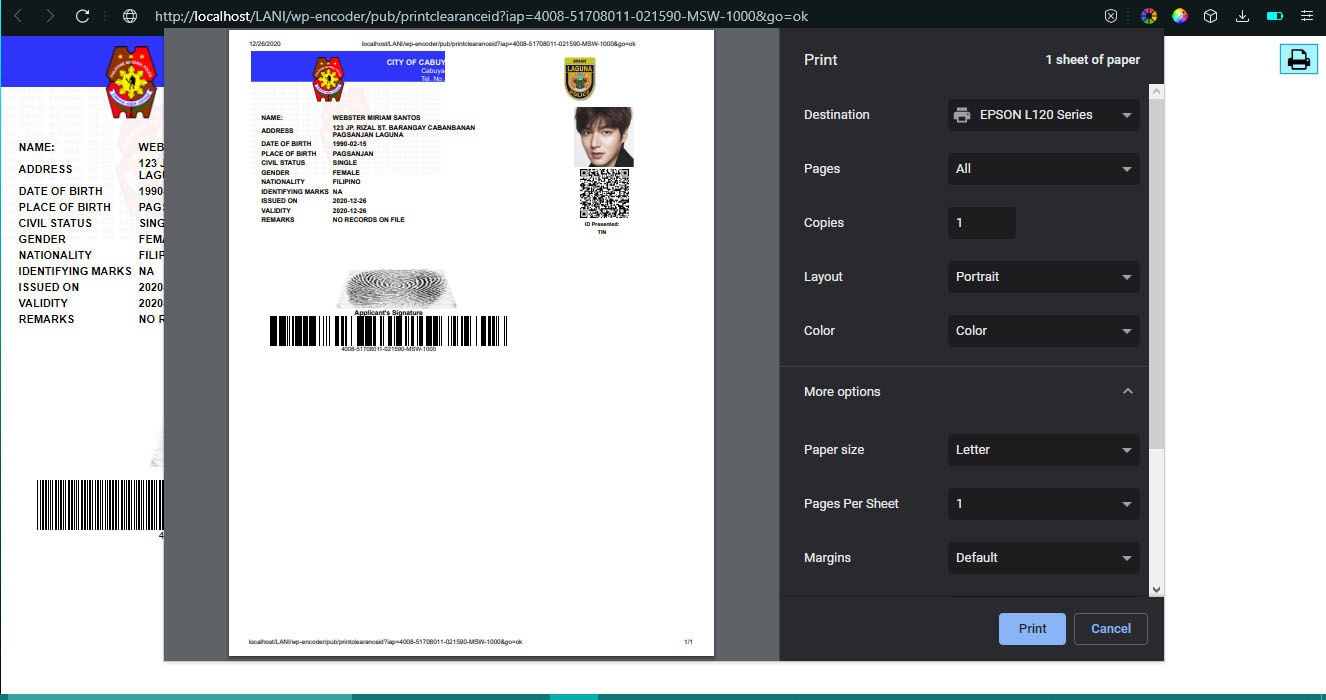 http://localhost/LANI/wp-encoder/pub/printclearanceid?iap=4008-51708011-021590-MSW-1000&go=ok
NAME: WEB
ADDRESS 123 J
LAGU
DATE OF BIRTH 1990-
PLACE OF BIRTH PAGS
CIVIL STATUS SING
GENDER FEMA
NATIONALITY FILIP
IDENTIFYING MARKS NA
ISSUED ON 2020
VALIDITY 2020
REMARKS NO R
4
12/26/2020 localhost/LANI/wp-encoder/pub/printclearanceid?iap=4008-51708011-021590-MSW-1000&go=ok
CITY OF CABUY
Cabuya
Tel. No.
LAGUNA
NAME: WEBSTER MIRIAM SANTOS
ADDRESS 123 JP. RIZAL ST. BARANGAY CABANBANAN
PAGSANJAN LAGUNA
DATE OF BIRTH 1990-02-15
PLACE OF BIRTH PAGSANJAN
CIVIL STATUS SINGLE
GENDER FEMALE
NATIONALITY FILIPINO
IDENTIFYING MARKS NA
ISSUED ON 2020-12-26
VALIDITY 2020-12-26
REMARKS NO RECORDS ON FILE
ID Presented:
TIN
Applicant's Signature
4008-51708011-021590-MSW-1000
localhost/LANI/wp-encoder/pub/printclearanceid?iap=4008-51708011-021590-MSW-1000&go=ok 1/1
Print 1 sheet of paper
Destination EPSON L120 Series
Pages All
Copies 1
Layout Portrait
Color Color
More options
Paper size Letter
Pages Per Sheet 1
Margins Default
Print Cancel